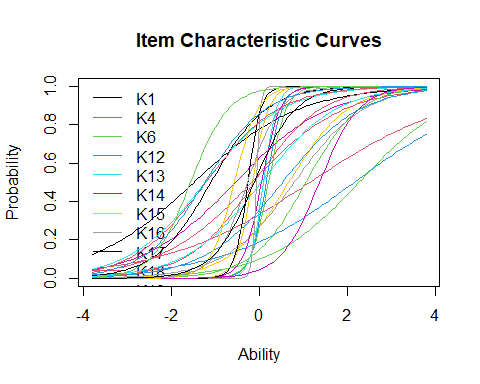 Item Characteristic Curves
Probability
0.0 0.2 0.4 0.6 0.8 1.0
K1
K4
K6
K12
K13
K14
K15
K16
K17
-4 -2 0 2 4
Ability